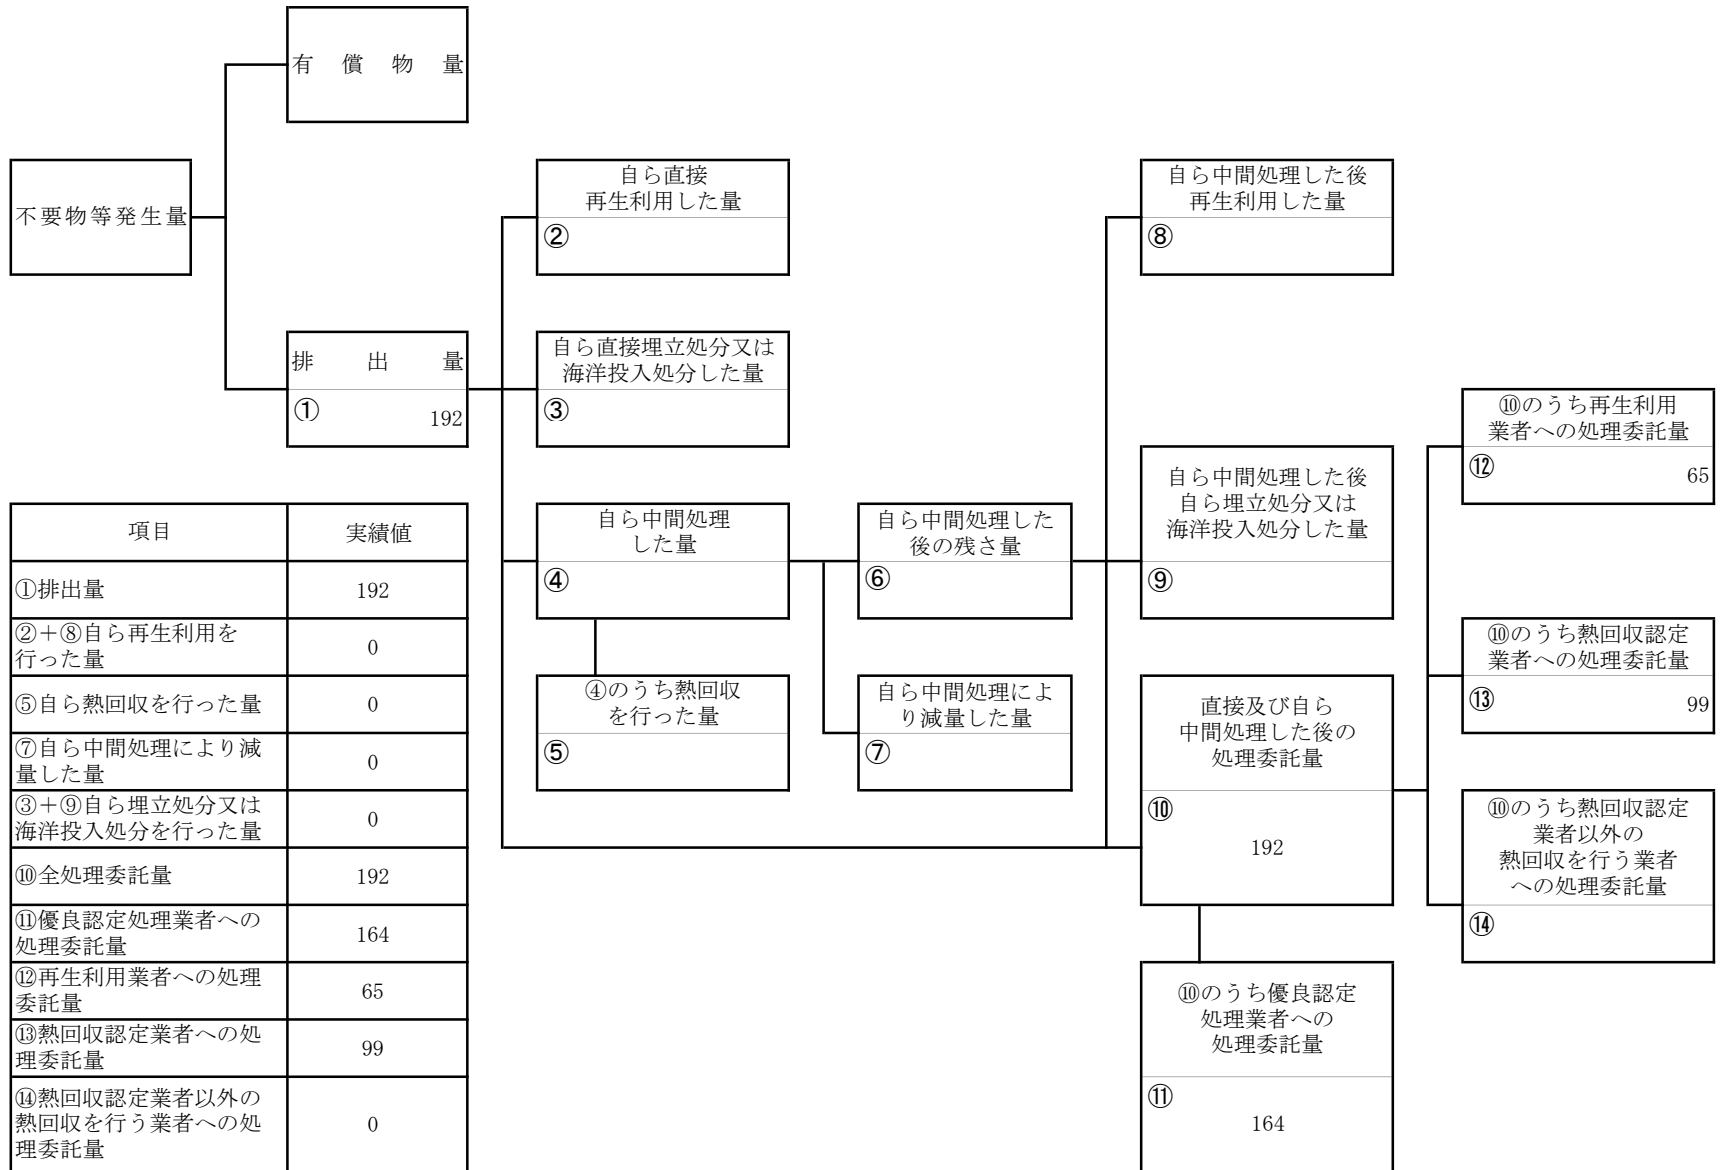 有償物量
不要物等発生量
排出量
①
192
自ら直接
再生利用した量
②
自ら直接埋立処分又は
海洋投入処分した量
③
自ら中間処理
した量
④
④のうち熱回収
を行った量
⑤
自ら中間処理した
後の残さ量
⑥
自ら中間処理によ
り減量した量
⑦
自ら中間処理した後
再生利用した量
⑧
自ら中間処理した後
自ら埋立処分又は
海洋投入処分した量
⑨
直接及び自ら
中間処理した後の
処理委託量
⑩
192
⑩のうち優良認定
処理業者への
処理委託量
⑪
164
⑩のうち再生利用
業者への処理委託量
⑫
65
⑩のうち熱回収認定
業者への処理委託量
⑬
99
⑩のうち熱回収認定
業者以外の
熱回収を行う業者
への処理委託量
⑭
項目
実績値
①排出量
192
②+⑧自ら再生利用を
行った量
0
⑤自ら熱回収を行った量
0
⑦自ら中間処理により減
量した量
0
③+⑨自ら埋立処分又は
海洋投入処分を行った量
0
⑩全処理委託量
192
⑪優良認定処理業者への
処理委託量
164
⑫再生利用業者への処理
委託量
65
⑬熱回収認定業者への処
理委託量
99
⑭熱回収認定業者以外の
熱回収を行う業者への処
理委託量
0